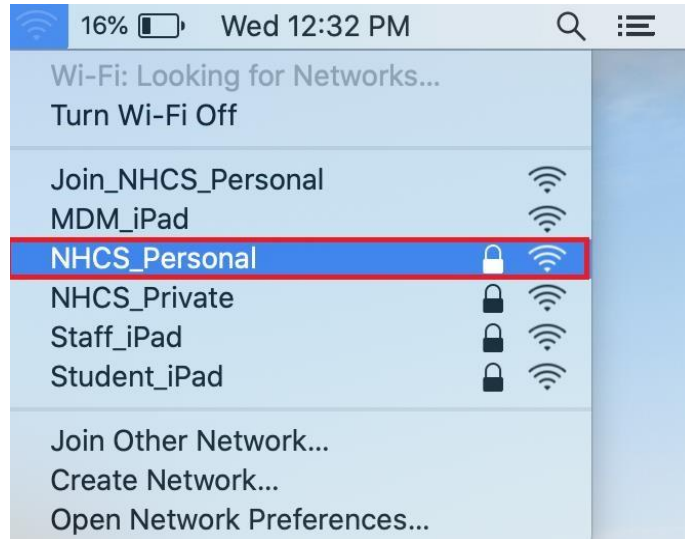 16% Wed 12:32 PM
Wi-Fi: Looking for Networks...
Turn Wi-Fi Off
Join_NHCS_Personal
MDM_iPad
NHCS_Personal
NHCS_Private
Staff_iPad
Student_iPad
Join Other Network...
Create Network...
Open Network Preferences...